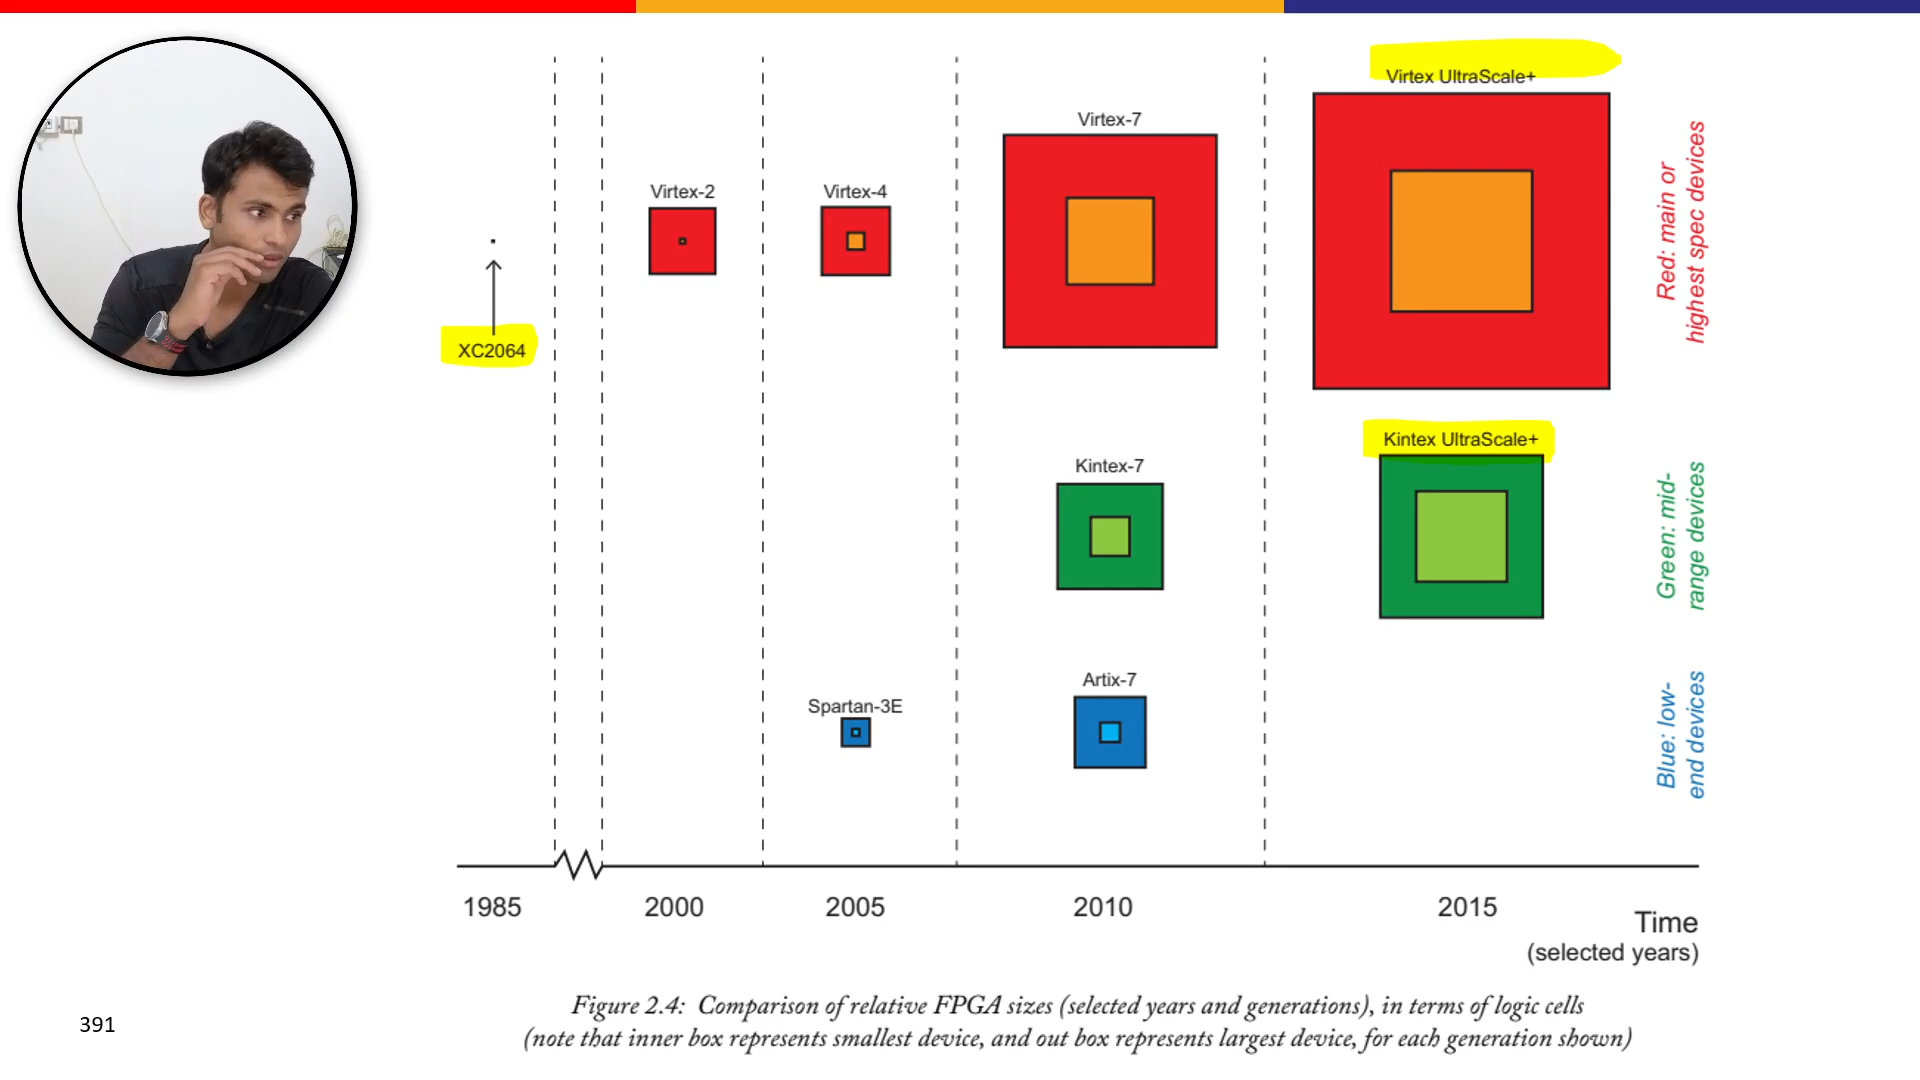 Virtex UltraScale+
Virtex-7
Virtex-2
Virtex-4
XC2064
Red: main or
highest spec devices
Kintex UltraScale+
Kintex-7
Green: mid-
range devices
Artix-7
Spartan-3E
Blue: low-
end devices
1985
2000
2005
2010
2015
Time
(selected years)
Figure 2.4: Comparison of relative FPGA sizes (selected years and generations), in terms of logic cells
(note that inner box represents smallest device, and out box represents largest device, for each generation shown)
391